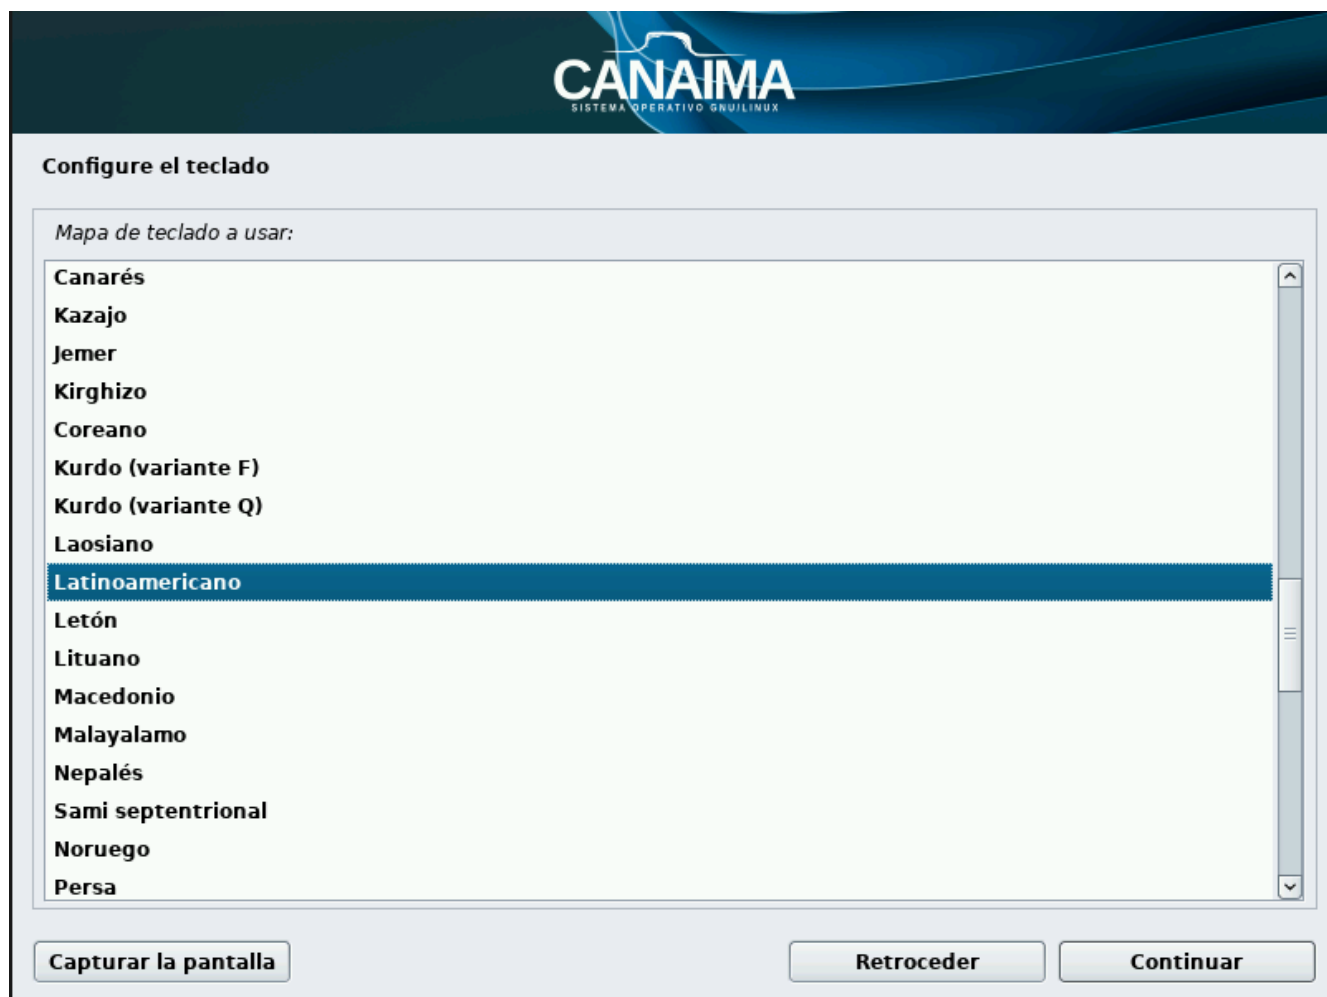 CANAIMA
SISTEMA OPERATIVO GNU/LINUX
Configure el teclado
Mapa de teclado a usar:
Canarés
Kazajo
Jemer
Kirghizo
Coreano
Kurdo (variante F)
Kurdo (variante Q)
Laosiano
Latinoamericano
Letón
Lituano
Macedonio
Malayalamo
Nepalés
Sami septentrional
Noruego
Persa
Capturar la pantalla Retroceder Continuar